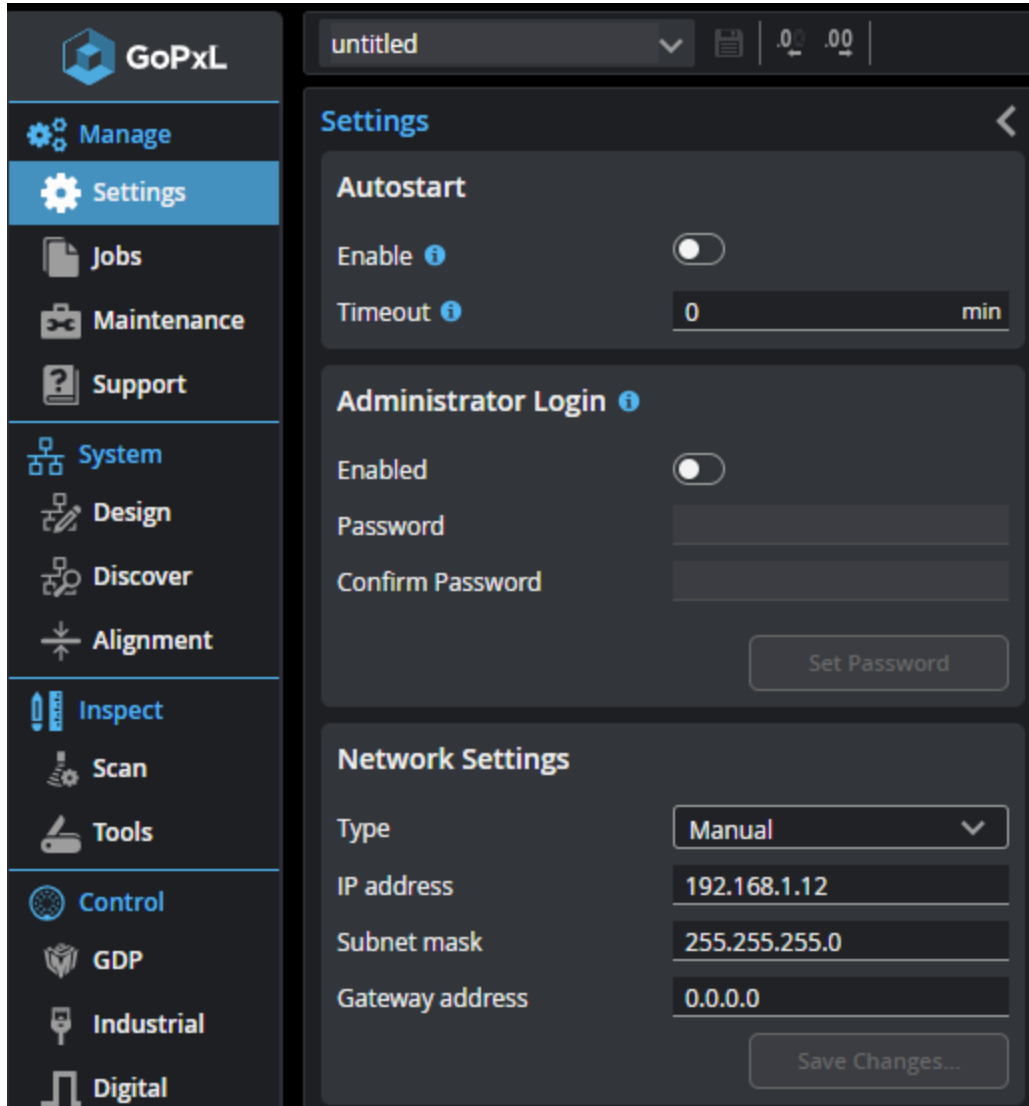 GoPxL
Manage
Settings
Jobs
Maintenance
Support
System
Design
Discover
Alignment
Inspect
Scan
Tools
Control
GDP
Industrial
Digital
untitled
.00 .00
Settings
Autostart
Enable
Timeout 0 min
Administrator Login
Enabled
Password
Confirm Password
Set Password
Network Settings
Type Manual
IP address 192.168.1.12
Subnet mask 255.255.255.0
Gateway address 0.0.0.0
Save Changes...